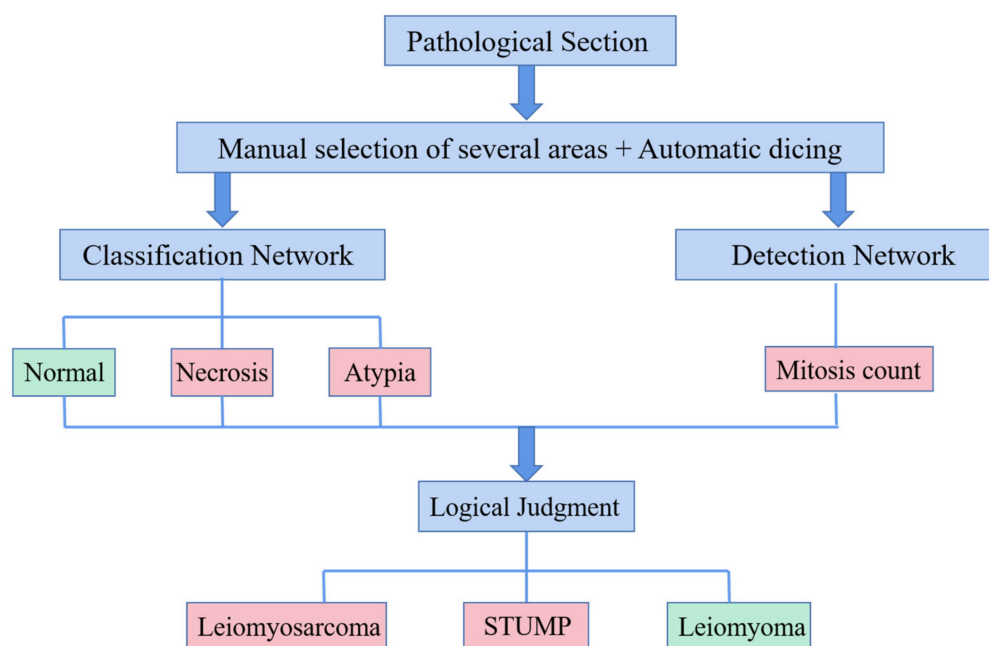 Pathological Section
Manual selection of several areas + Automatic dicing
Classification Network
Detection Network
Normal
Necrosis
Atypia
Mitosis count
Logical Judgment
Leiomyosarcoma
STUMP
Leiomyoma